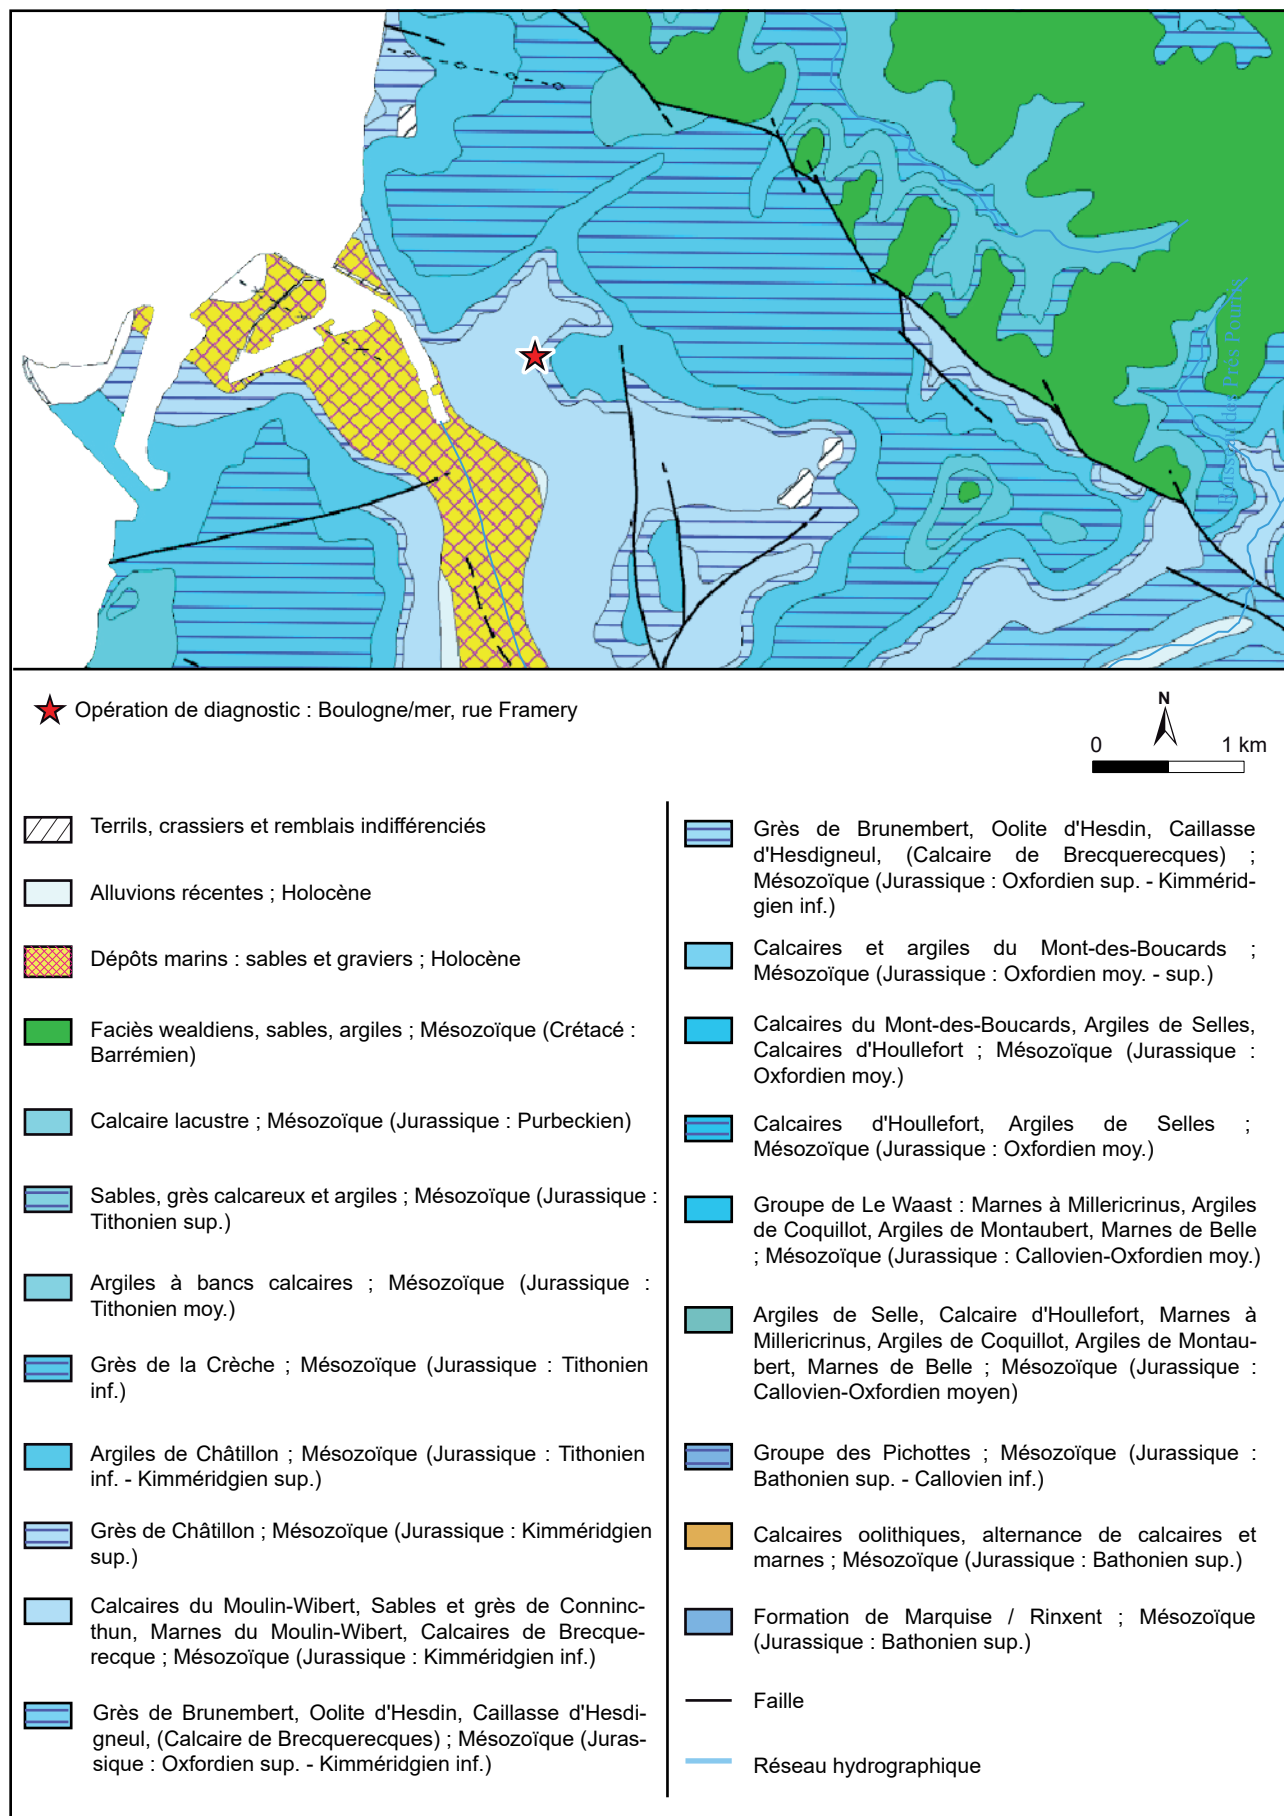 Ruisseau des Prés Pourris
Opération de diagnostic : Boulogne/mer, rue Framery
N
0 1 km
Terrils, crassiers et remblais indifférenciés
Alluvions récentes ; Holocène
Dépôts marins : sables et graviers ; Holocène
Faciès wealdiens, sables, argiles ; Mésozoïque (Crétacé :
Barrémien)
Calcaire lacustre ; Mésozoïque (Jurassique : Purbeckien)
Sables, grès calcareux et argiles ; Mésozoïque (Jurassique :
Tithonien sup.)
Argiles à bancs calcaires ; Mésozoïque (Jurassique :
Tithonien moy.)
Grès de la Crèche ; Mésozoïque (Jurassique : Tithonien
inf.)
Argiles de Châtillon ; Mésozoïque (Jurassique : Tithonien
inf. - Kimméridgien sup.)
Grès de Châtillon ; Mésozoïque (Jurassique : Kimméridgien
sup.)
Calcaires du Moulin-Wibert, Sables et grès de Conninc-
thun, Marnes du Moulin-Wibert, Calcaires de Brecque-
recque ; Mésozoïque (Jurassique : Kimméridgien inf.)
Grès de Brunembert, Oolite d'Hesdin, Caillasse d'Hesdi-
gneul, (Calcaire de Brecquerecques) ; Mésozoïque (Juras-
sique : Oxfordien sup. - Kimméridgien inf.)
Grès de Brunembert, Oolite d'Hesdin, Caillasse
d'Hesdigneul, (Calcaire de Brecquerecques) ;
Mésozoïque (Jurassique : Oxfordien sup. - Kimmérid-
gien inf.)
Calcaires et argiles du Mont-des-Boucards ;
Mésozoïque (Jurassique : Oxfordien moy. - sup.)
Calcaires du Mont-des-Boucards, Argiles de Selles,
Calcaires d'Houllefort ; Mésozoïque (Jurassique :
Oxfordien moy.)
Calcaires d'Houllefort, Argiles de Selles ;
Mésozoïque (Jurassique : Oxfordien moy.)
Groupe de Le Waast : Marnes à Millericrinus, Argiles
de Coquillot, Argiles de Montaubert, Marnes de Belle
; Mésozoïque (Jurassique : Callovien-Oxfordien moy.)
Argiles de Selle, Calcaire d'Houllefort, Marnes à
Millericrinus, Argiles de Coquillot, Argiles de Montau-
bert, Marnes de Belle ; Mésozoïque (Jurassique :
Callovien-Oxfordien moyen)
Groupe des Pichottes ; Mésozoïque (Jurassique :
Bathonien sup. - Callovien inf.)
Calcaires oolithiques, alternance de calcaires et
marnes ; Mésozoïque (Jurassique : Bathonien sup.)
Formation de Marquise / Rinxent ; Mésozoïque
(Jurassique : Bathonien sup.)
Faille
Réseau hydrographique